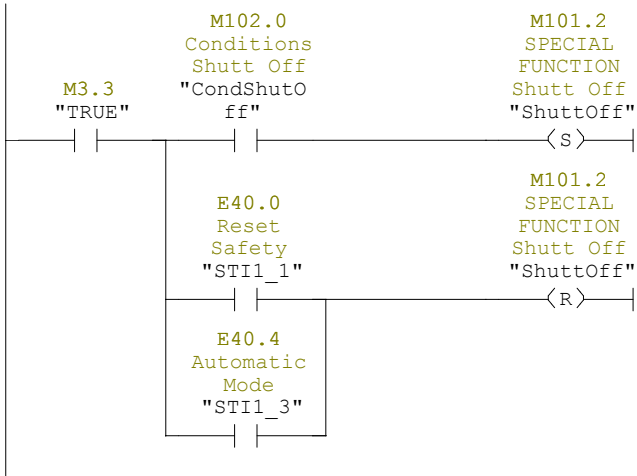 M102.0
Conditions
Shutt Off
"CondShutO
ff"
M101.2
SPECIAL
FUNCTION
Shutt Off
"ShuttOff"
M3.3
"TRUE"
S
E40.0
Reset
Safety
"STI1_1"
M101.2
SPECIAL
FUNCTION
Shutt Off
"ShuttOff"
R
E40.4
Automatic
Mode
"STI1_3"